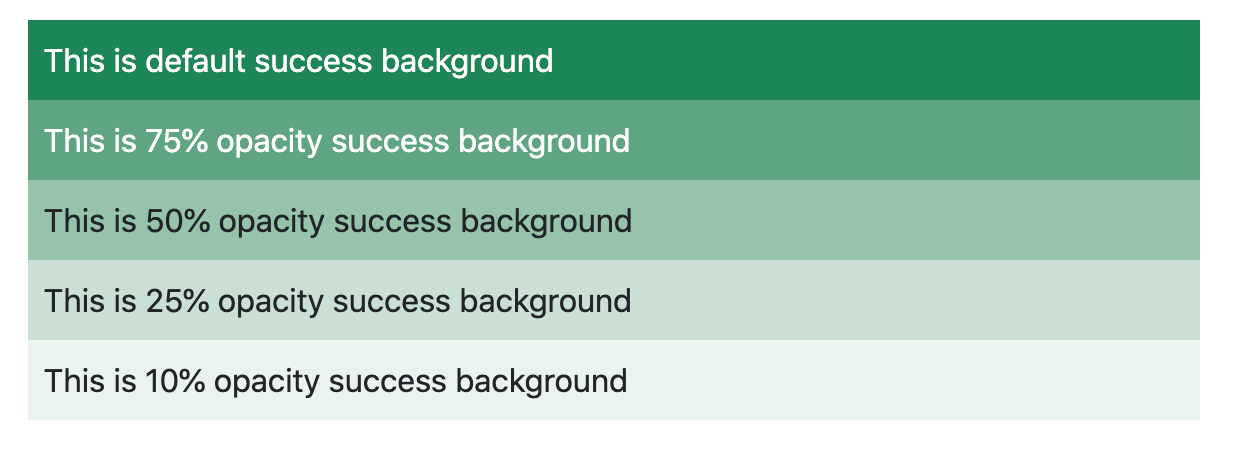 This is default success background
This is 75% opacity success background
This is 50% opacity success background
This is 25% opacity success background
This is 10% opacity success background